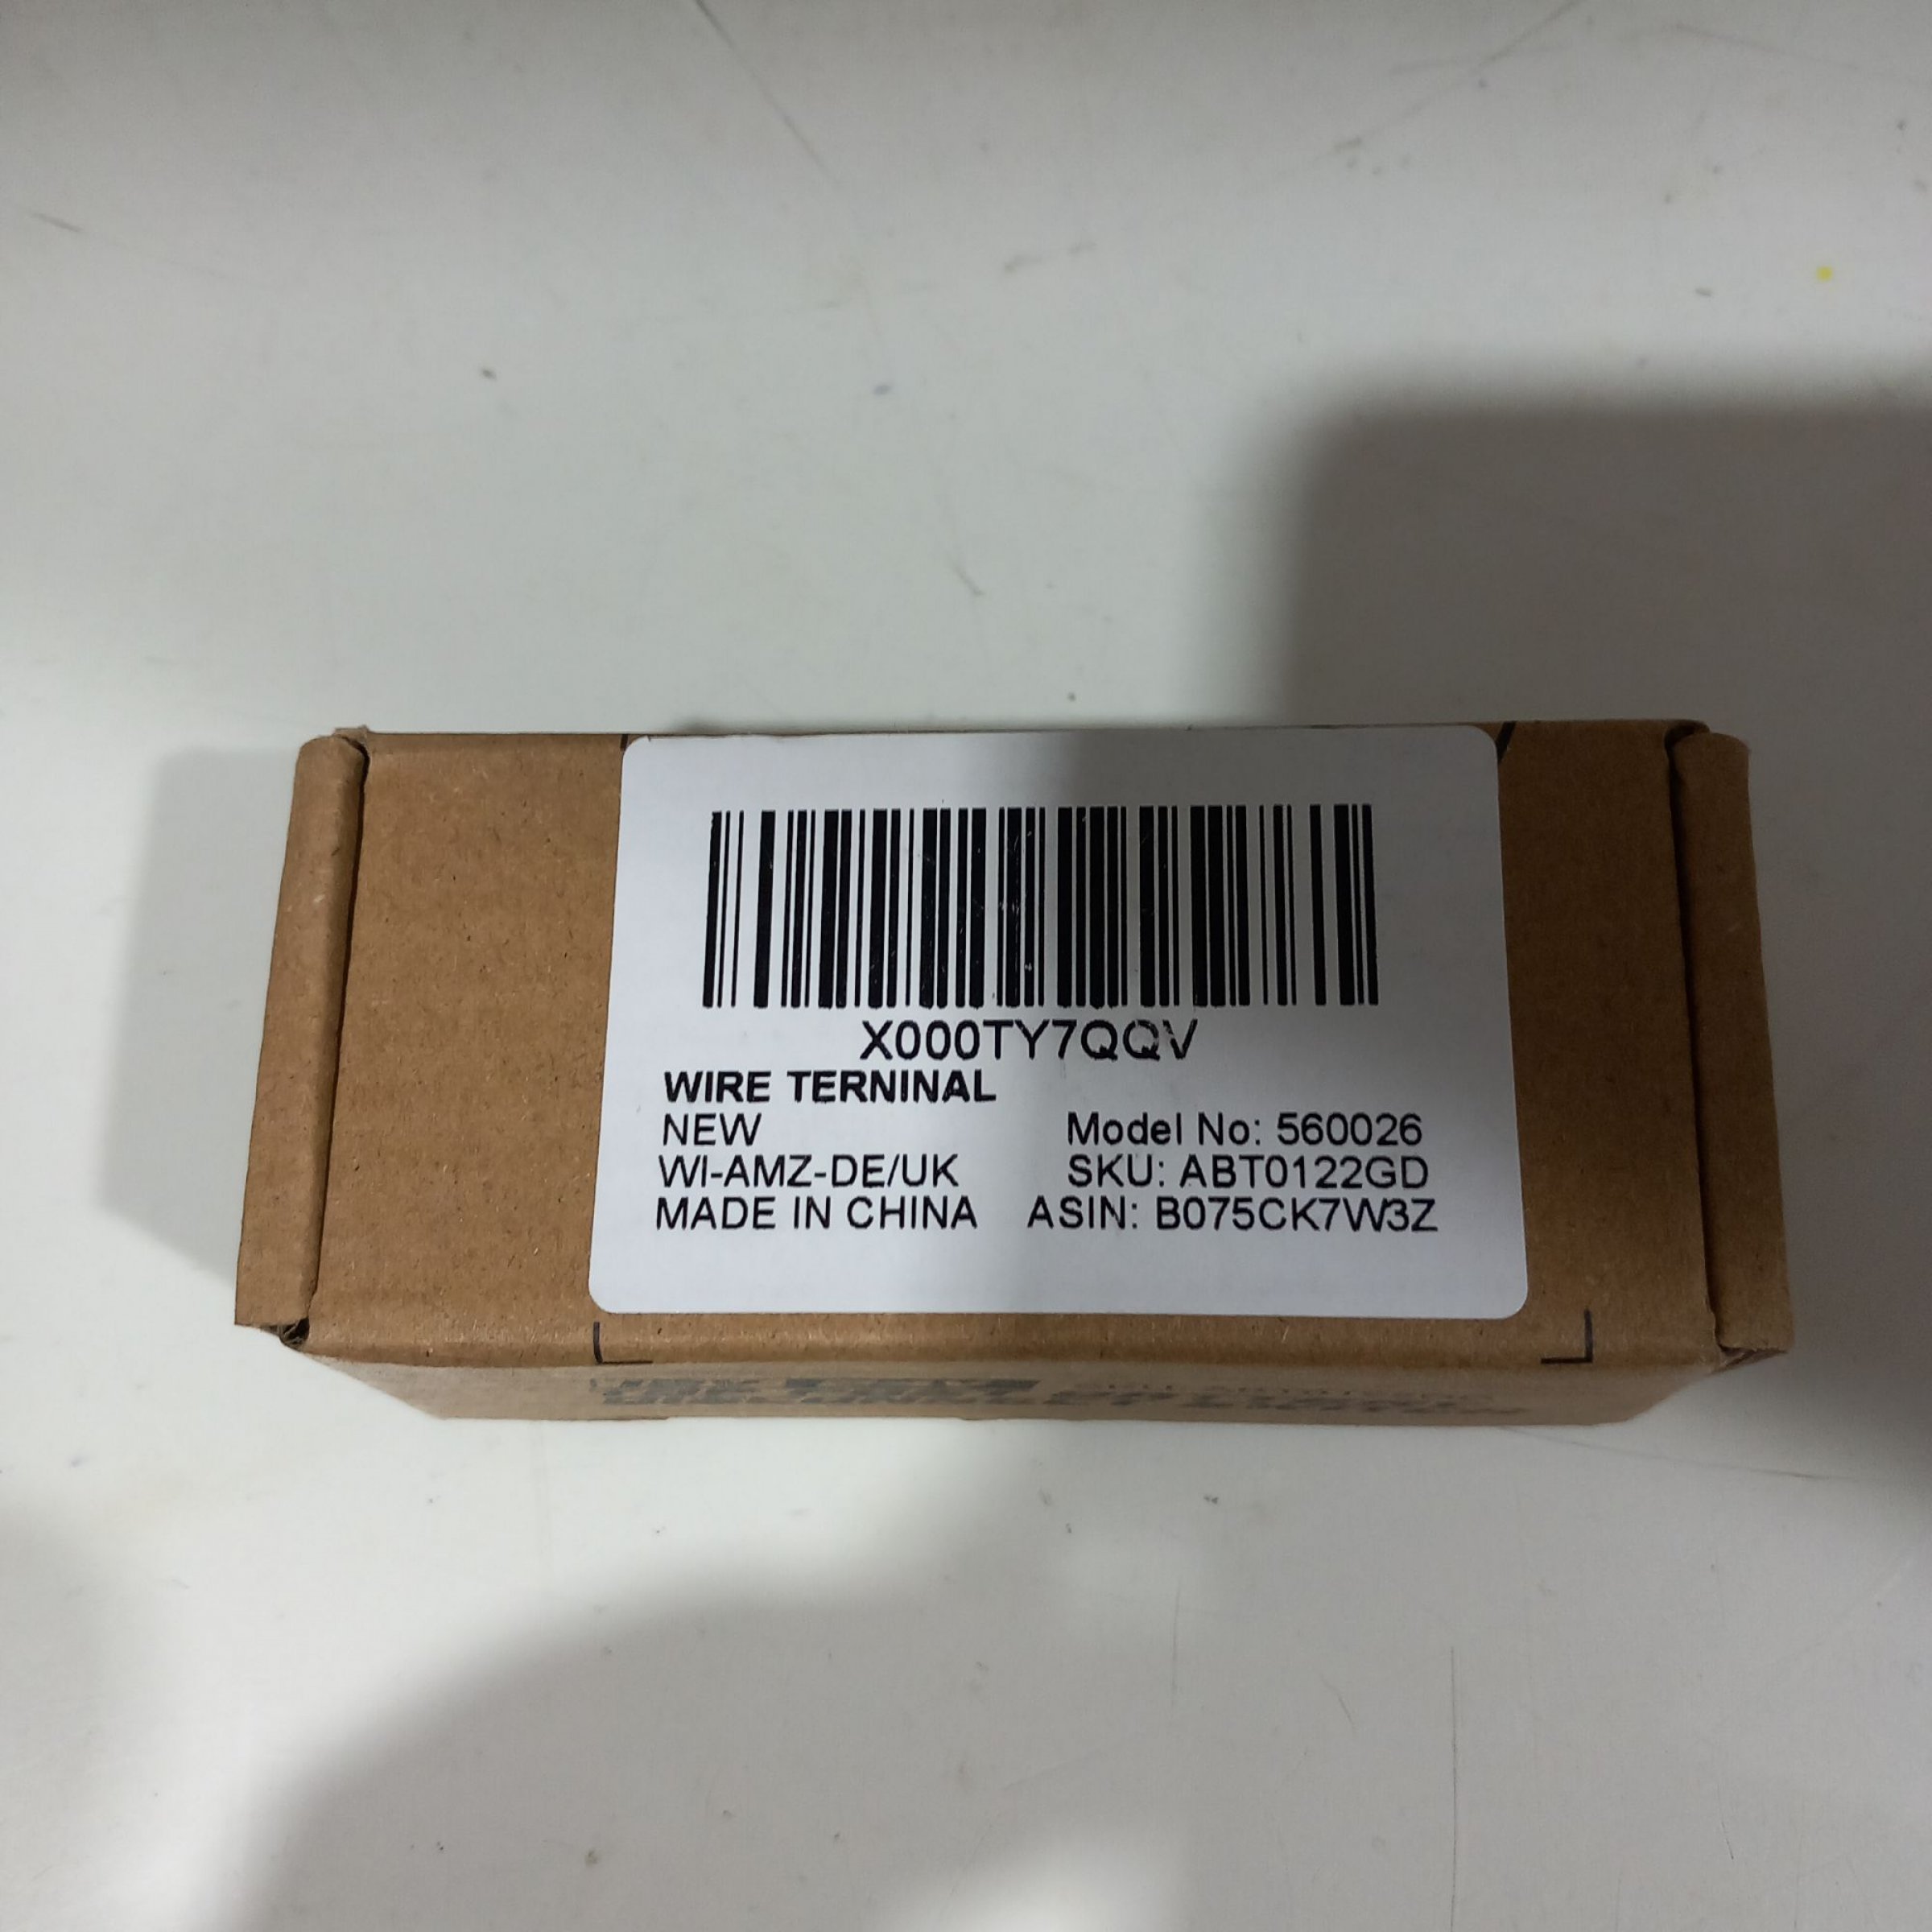 X000TY7QQV
WIRE TERNINAL
NEW Model No: 560026
WI-AMZ-DE/UK SKU: ABT0122GD
MADE IN CHINA ASIN: B075CK7W3Z